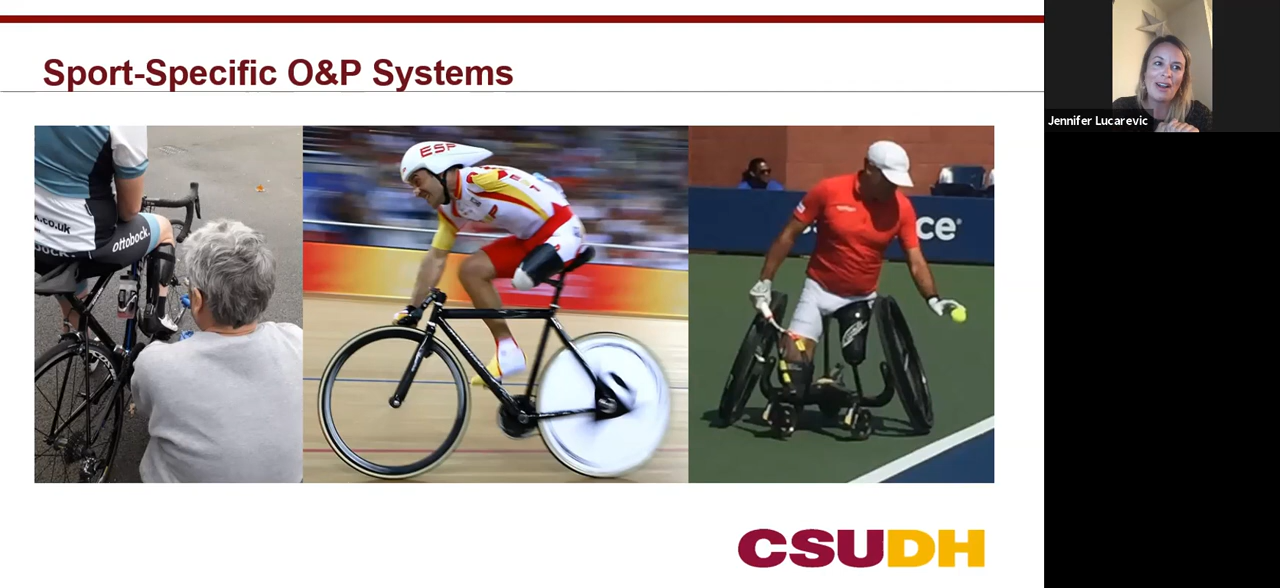 Sport-Specific O&P Systems
Jennifer Lucarevic
.co.uk
ottobock.
ESP
ce®
CSUDH